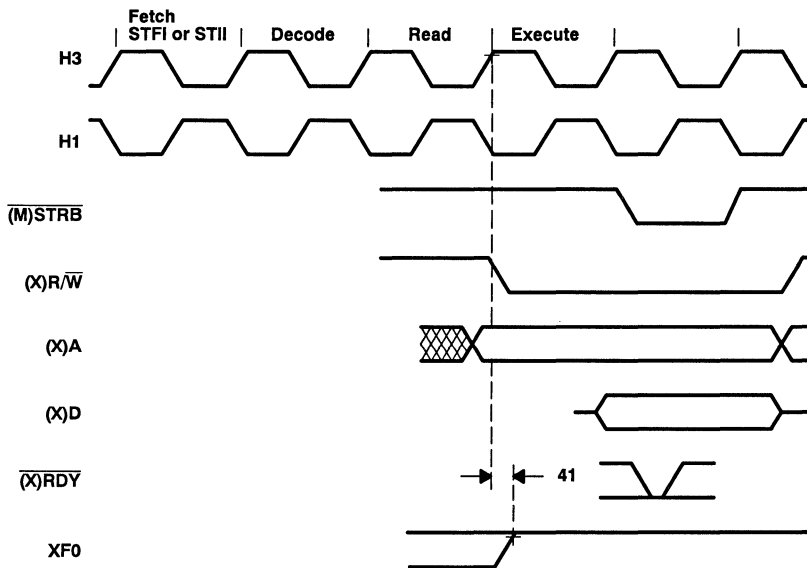 Fetch
STFI or STII
Decode
Read
Execute
H3
H1
(M)STRB
(X)R/W
(X)A
(X)D
(X)RDY
41
XF0